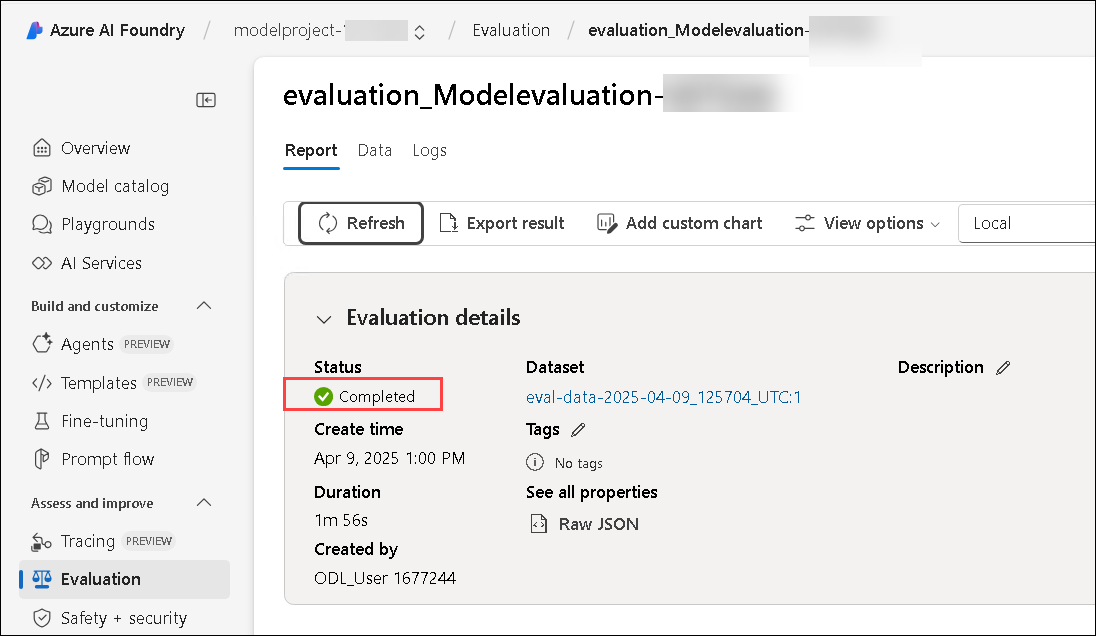 Azure AI Foundry / modelproject- / Evaluation / evaluation_Modelevaluation-
evaluation_Modelevaluation-
Report Data Logs
Refresh Export result Add custom chart View options Local
Overview
Model catalog
Playgrounds
AI Services
Build and customize
Agents PREVIEW
Templates PREVIEW
Fine-tuning
Prompt flow
Assess and improve
Tracing PREVIEW
Evaluation
Safety + security
Evaluation details
Status
Completed
Create time
Apr 9, 2025 1:00 PM
Duration
1m 56s
Created by
ODL_User 1677244
Dataset
eval-data-2025-04-09_125704_UTC:1
Tags
No tags
See all properties
Raw JSON
Description